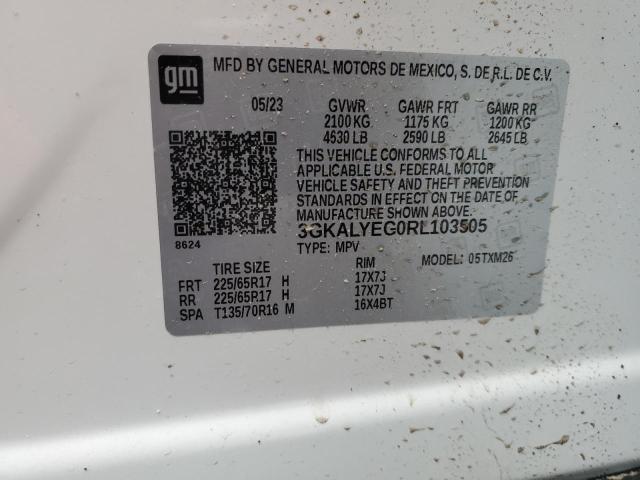 gm
MFD BY GENERAL MOTORS DE MEXICO, S. DE R.L. DE C.V.
05/23 GVWR GAWR FRT GAWR RR
2100 KG 1175 KG 1200 KG
4630 LB 2590 LB 2645 LB
THIS VEHICLE CONFORMS TO ALL
APPLICABLE U.S. FEDERAL MOTOR
VEHICLE SAFETY AND THEFT PREVENTION
STANDARDS IN EFFECT ON THE DATE OF
MANUFACTURE SHOWN ABOVE.
3GKALYEG0RL103505
8624
TYPE: MPV MODEL: 05TXM26
TIRE SIZE RIM
FRT 225/65R17 H 17X7J
RR 225/65R17 H 17X7J
SPA T135/70R16 M 16X4BT